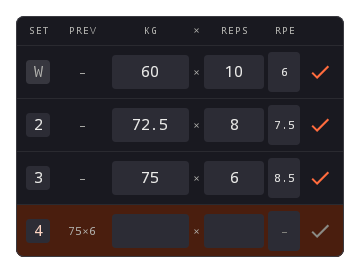 SET PREV KG × REPS RPE
W – 60 × 10 6
2 – 72.5 × 8 7.5
3 – 75 × 6 8.5
4 75×6 × –